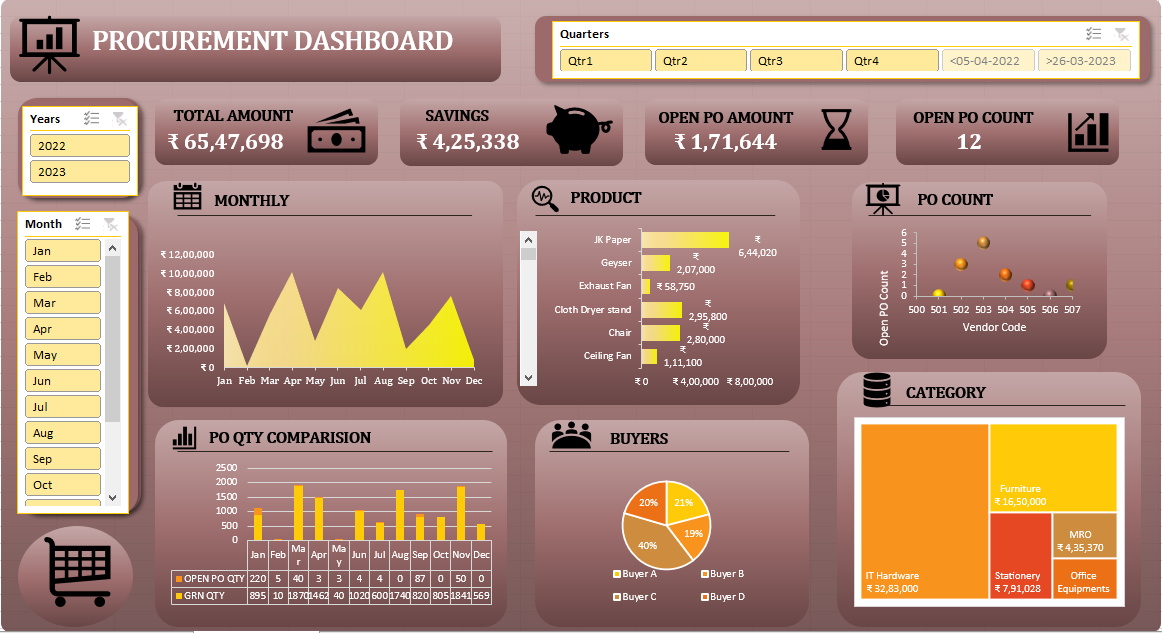 PROCUREMENT DASHBOARD
Quarters
Qtr1 Qtr2 Qtr3 Qtr4 <05-04-2022 >26-03-2023
Years
2022
2023
TOTAL AMOUNT
₹ 65,47,698
SAVINGS
₹ 4,25,338
OPEN PO AMOUNT
₹ 1,71,644
OPEN PO COUNT
12
Month
Jan
Feb
Mar
Apr
May
Jun
Jul
Aug
Sep
Oct
MONTHLY
₹ 12,00,000
₹ 10,00,000
₹ 8,00,000
₹ 6,00,000
₹ 4,00,000
₹ 2,00,000
₹ 0
Jan Feb Mar Apr May Jun Jul Aug Sep Oct Nov Dec
PRODUCT
JK Paper ₹ 6,44,020
Geyser ₹ 2,07,000
Exhaust Fan ₹ 58,750
Cloth Dryer stand ₹ 2,95,800
Chair ₹ 2,80,000
Ceiling Fan ₹ 1,11,100
₹ 0 ₹ 4,00,000 ₹ 8,00,000
PO COUNT
Open PO Count
6
5
4
3
2
1
0
500 501 502 503 504 505 506 507
Vendor Code
PO QTY COMPARISION
2500
2000
1500
1000
500
0
Jan Feb Mar Apr May Jun Jul Aug Sep Oct Nov Dec
OPEN PO QTY 220 5 40 3 3 4 4 0 87 0 50 0
GRN QTY 895 10 1870 1462 40 1020 600 1740 820 805 1841 569
BUYERS
20% 21%
19%
40%
Buyer A Buyer B
Buyer C Buyer D
CATEGORY
IT Hardware
₹ 32,83,000
Furniture
₹ 16,50,000
Stationery
₹ 7,91,028
MRO
₹ 4,35,370
Office
Equipments